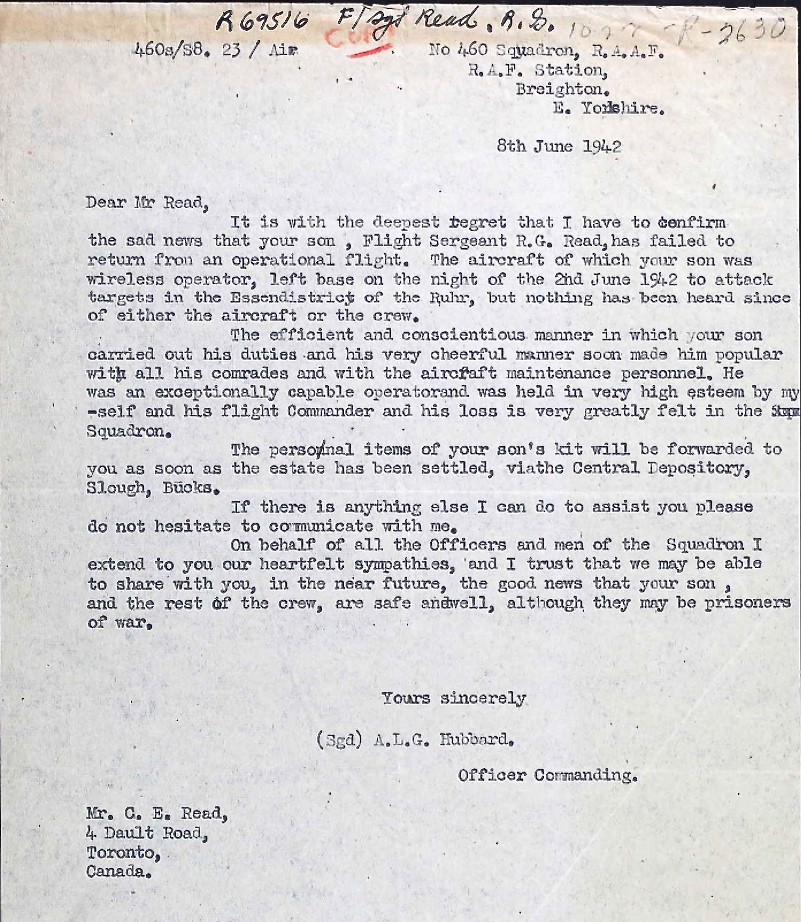 R69516 F/Sgt Read. R.G. R-2630
COPY
460s/S8. 23 / Air No 460 Squadron, R.A.A.F.
R.A.F. Station,
Breighton.
E. Yorkshire.
8th June 1942
Dear Mr Read,
It is with the deepest regret that I have to confirm
the sad news that your son , Flight Sergeant R.G. Read,has failed to
return fron an operational flight. The aircraft of which your son was
wireless operator, left base on the night of the 2nd June 1942 to attack
targets in the Essendistrict of the Ruhr, but nothing has been heard since
of either the aircraft or the crew.
The efficient and conscientious manner in which your son
carried out his duties and his very cheerful manner soon made him popular
with all his comrades and with the aircraft maintenance personnel. He
was an exceptionally capable operatorand was held in very high esteem by my
-self and his flight Commander and his loss is very greatly felt in the
Squadron.
The personal items of your son's kit will be forwarded to
you as soon as the estate has been settled, viathe Central Depository,
Slough, Bucks.
If there is anything else I can do to assist you please
do not hesitate to communicate with me.
On behalf of all the Officers and men of the Squadron I
extend to you our heartfelt sympathies, and I trust that we may be able
to share with you, in the near future, the good news that your son ,
and the rest of the crew, are safe andwell, although they may be prisoners
of war.
Yours sincerely
(Sgd) A.L.G. Hubbard.
Officer Commanding.
Mr. C. E. Read,
4 Dault Road,
Toronto,
Canada.